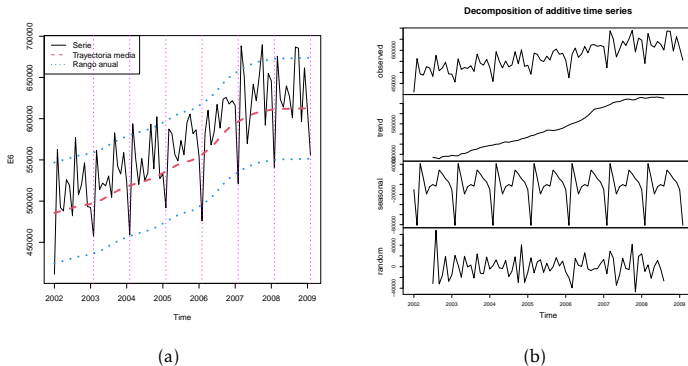 Serie
Trayectoria media
Rango anual
E6
700000
650000
600000
550000
500000
450000
2002 2003 2004 2005 2006 2007 2008 2009
Time
(a)
Decomposition of additive time series
observed
trend
seasonal
random
2002 2003 2004 2005 2006 2007 2008 2009
Time
(b)